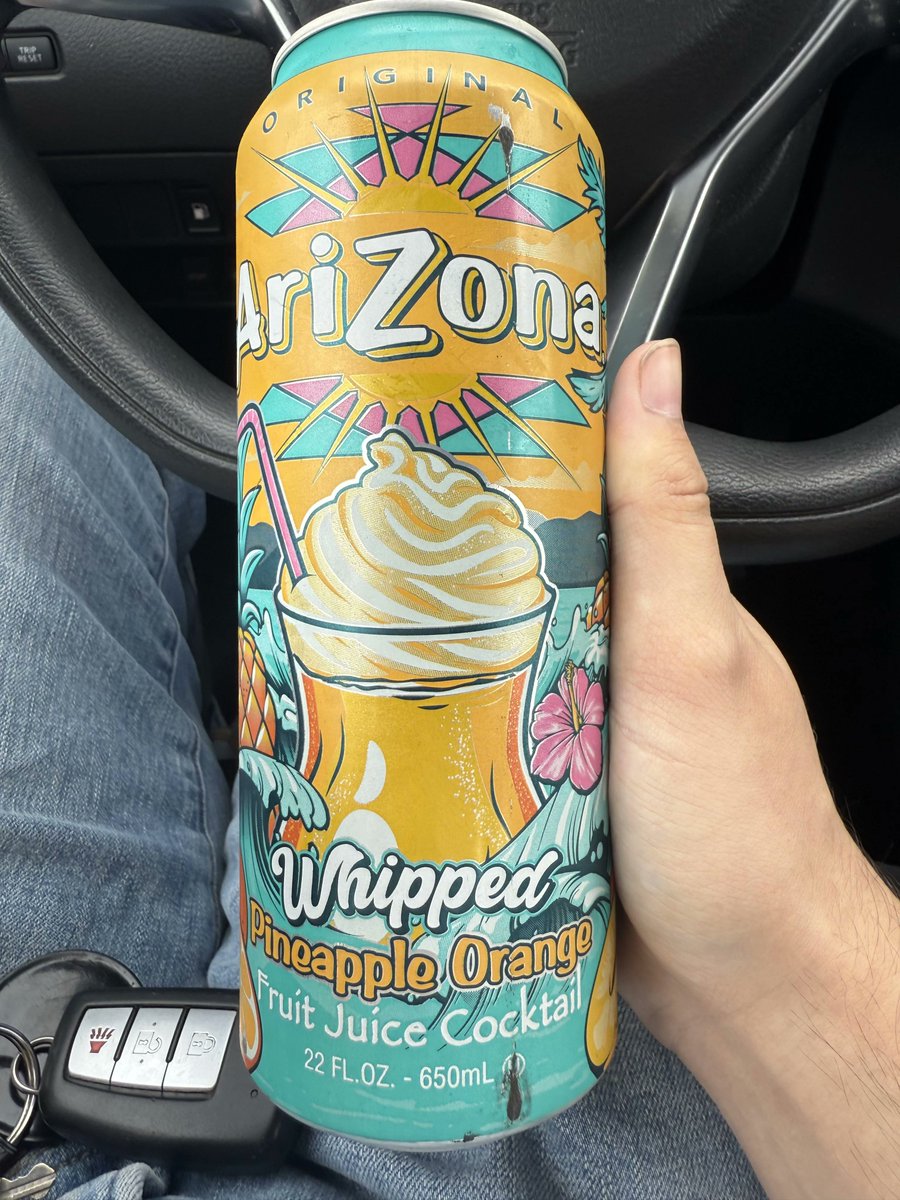 TRIP
RESET
ORIGINAL
AriZona
Whipped
Pineapple Orange
Fruit Juice Cocktail
22 FL.OZ. - 650mL